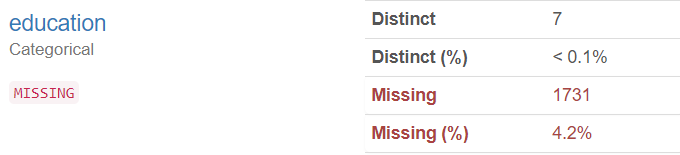 education
Categorical
MISSING
Distinct 7
Distinct (%) < 0.1%
Missing 1731
Missing (%) 4.2%